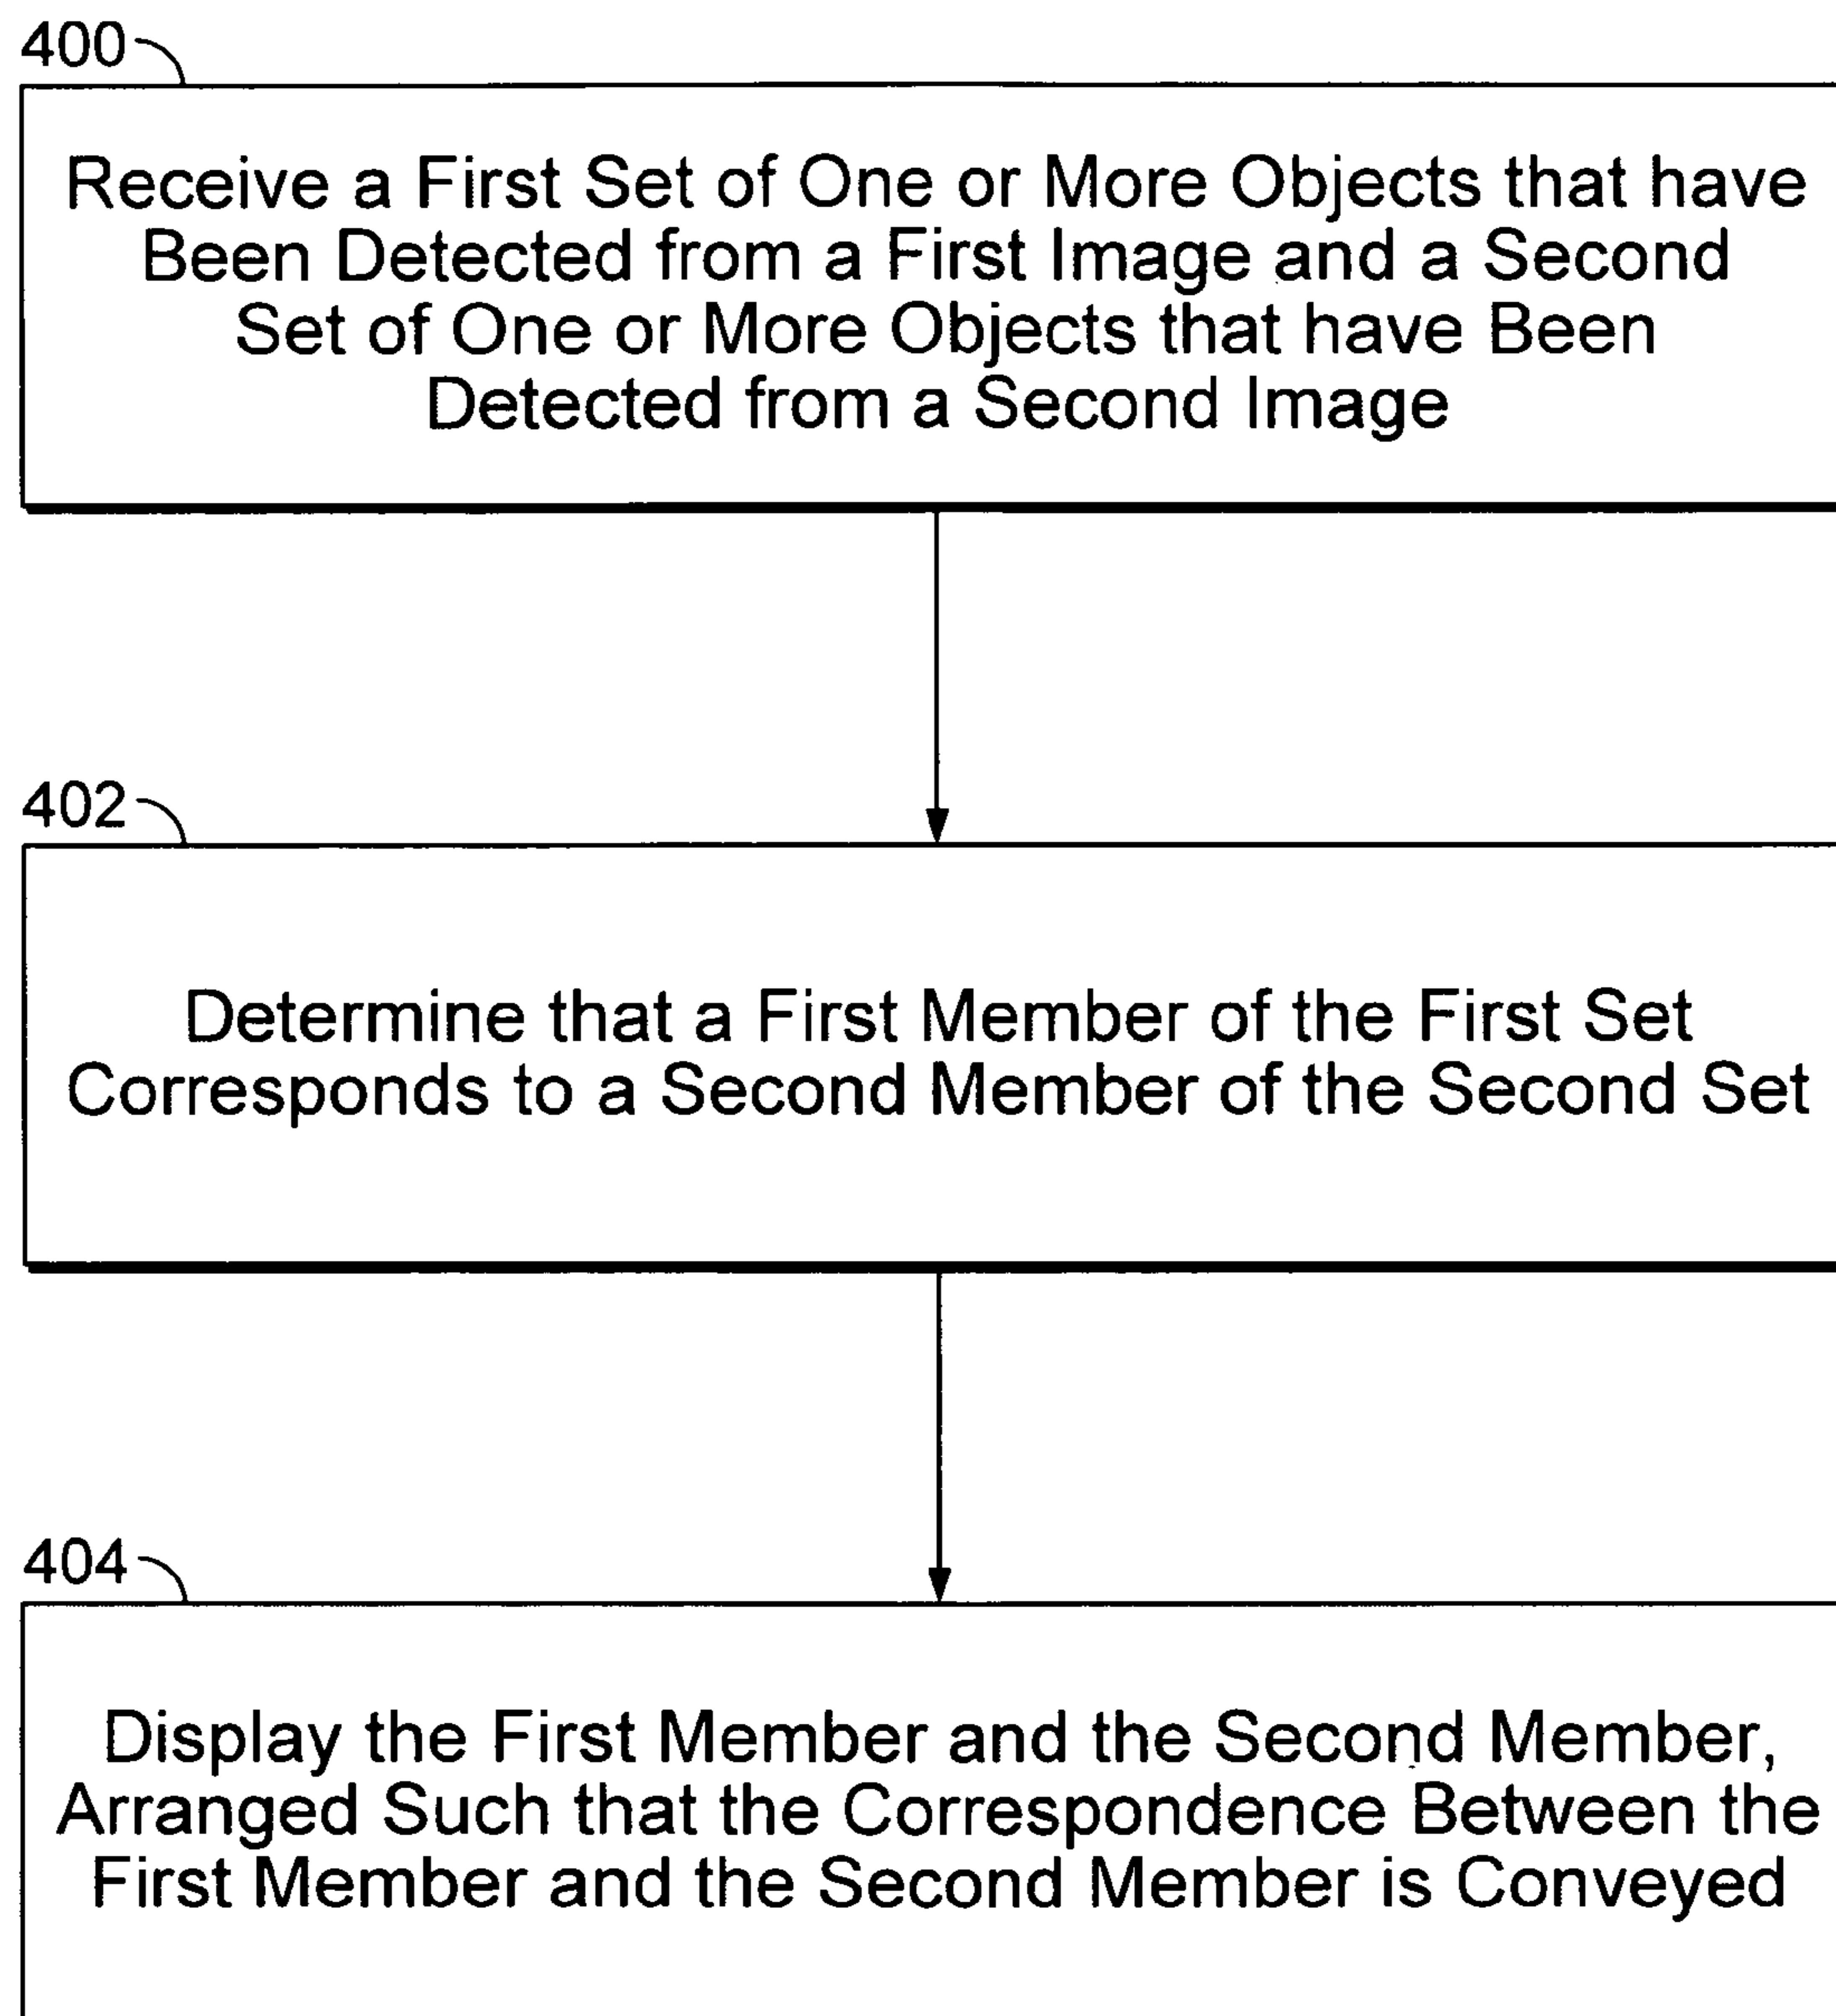 400
Receive a First Set of One or More Objects that have
Been Detected from a First Image and a Second
Set of One or More Objects that have Been
Detected from a Second Image
402
Determine that a First Member of the First Set
Corresponds to a Second Member of the Second Set
404
Display the First Member and the Second Member,
Arranged Such that the Correspondence Between the
First Member and the Second Member is Conveyed